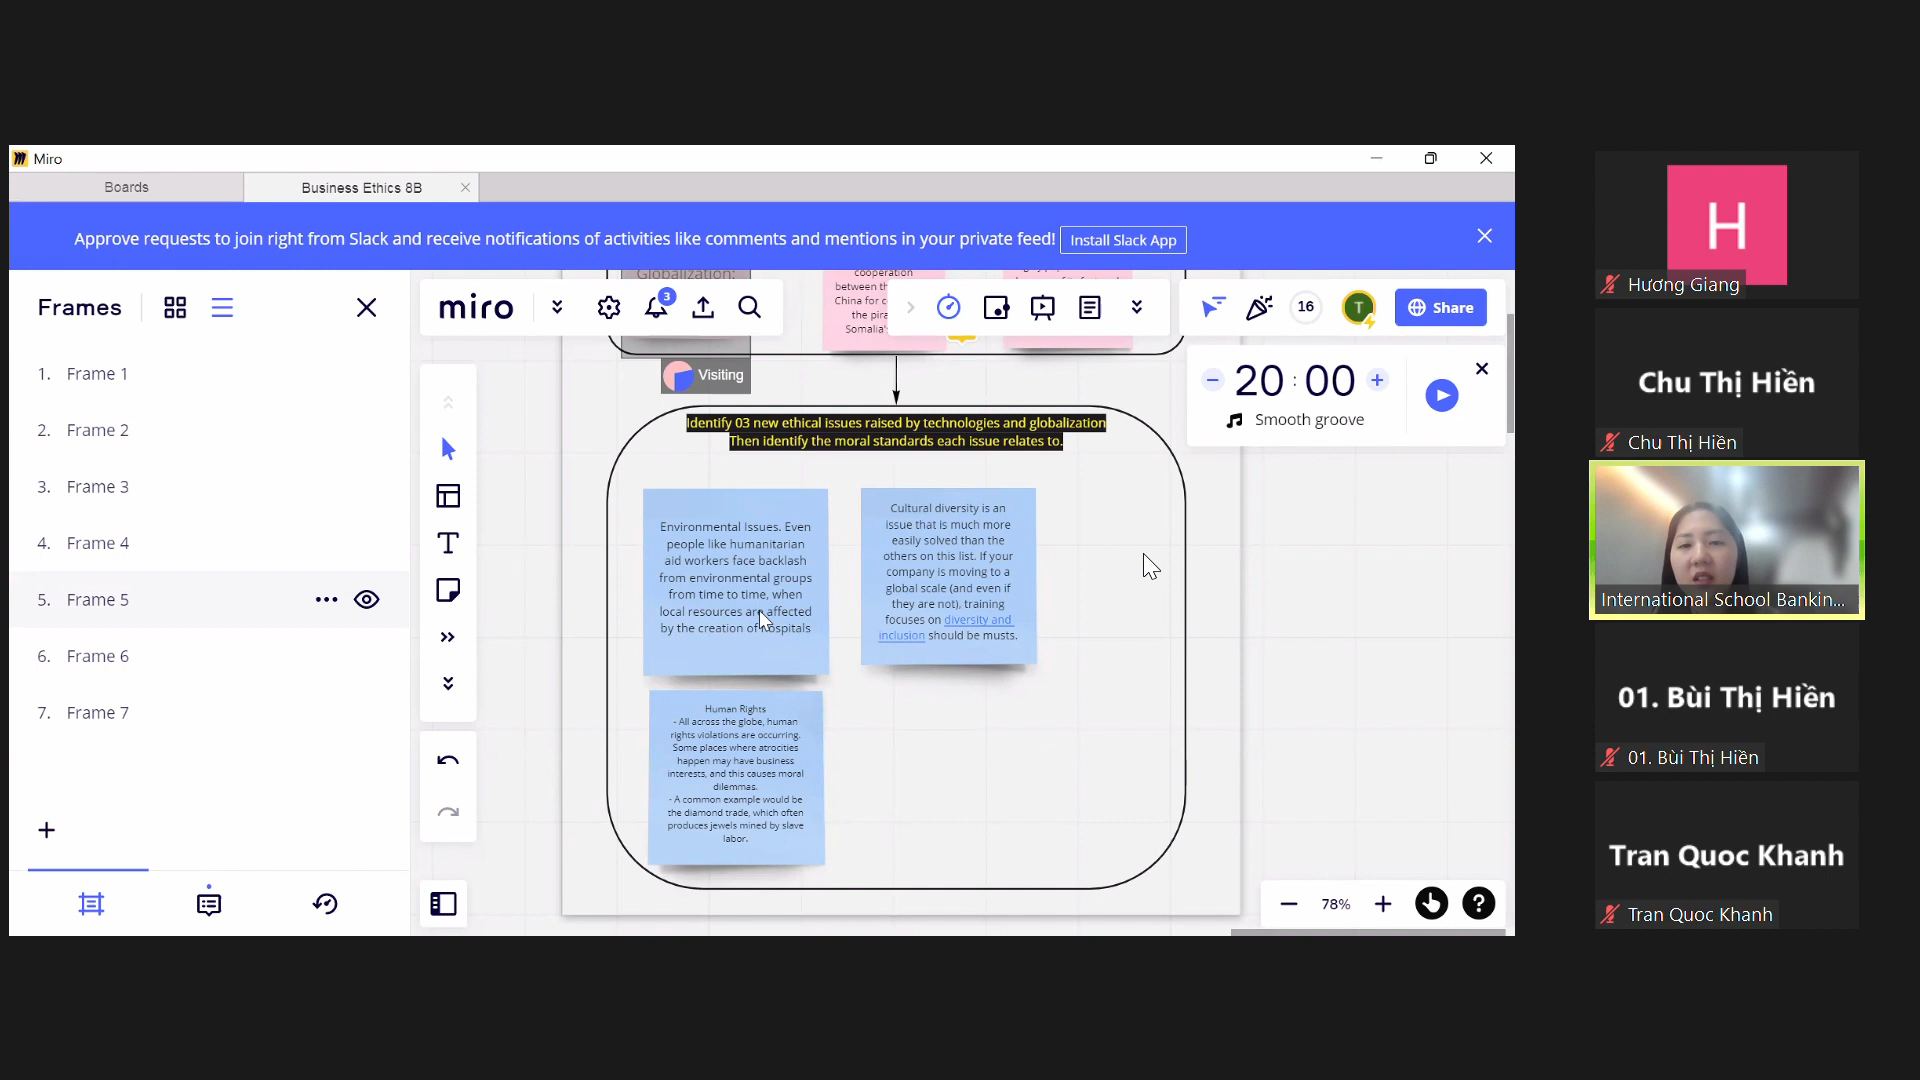 Miro
Boards
Business Ethics 8B
Approve requests to join right from Slack and receive notifications of activities like comments and mentions in your private feed!
Install Slack App
Frames
1. Frame 1
2. Frame 2
3. Frame 3
4. Frame 4
5. Frame 5
6. Frame 6
7. Frame 7
miro
3
16
T
Share
Globalization:
cooperation
between th
China for c
the pira
Somalia'
Visiting
20 : 00
Smooth groove
Identify 03 new ethical issues raised by technologies and globalization
Then identify the moral standards each issue relates to.
Environmental Issues. Even
people like humanitarian
aid workers face backlash
from environmental groups
from time to time, when
local resources are affected
by the creation of hospitals
Cultural diversity is an
issue that is much more
easily solved than the
others on this list. If your
company is moving to a
global scale (and even if
they are not), training
focuses on diversity and
inclusion should be musts.
Human Rights
- All across the globe, human
rights violations are occurring.
Some places where atrocities
happen may have business
interests, and this causes moral
dilemmas.
- A common example would be
the diamond trade, which often
produces jewels mined by slave
labor.
78%
?
H
Hương Giang
Chu Thị Hiền
Chu Thị Hiền
International School Bankin...
01. Bùi Thị Hiền
01. Bùi Thị Hiền
Tran Quoc Khanh
Tran Quoc Khanh